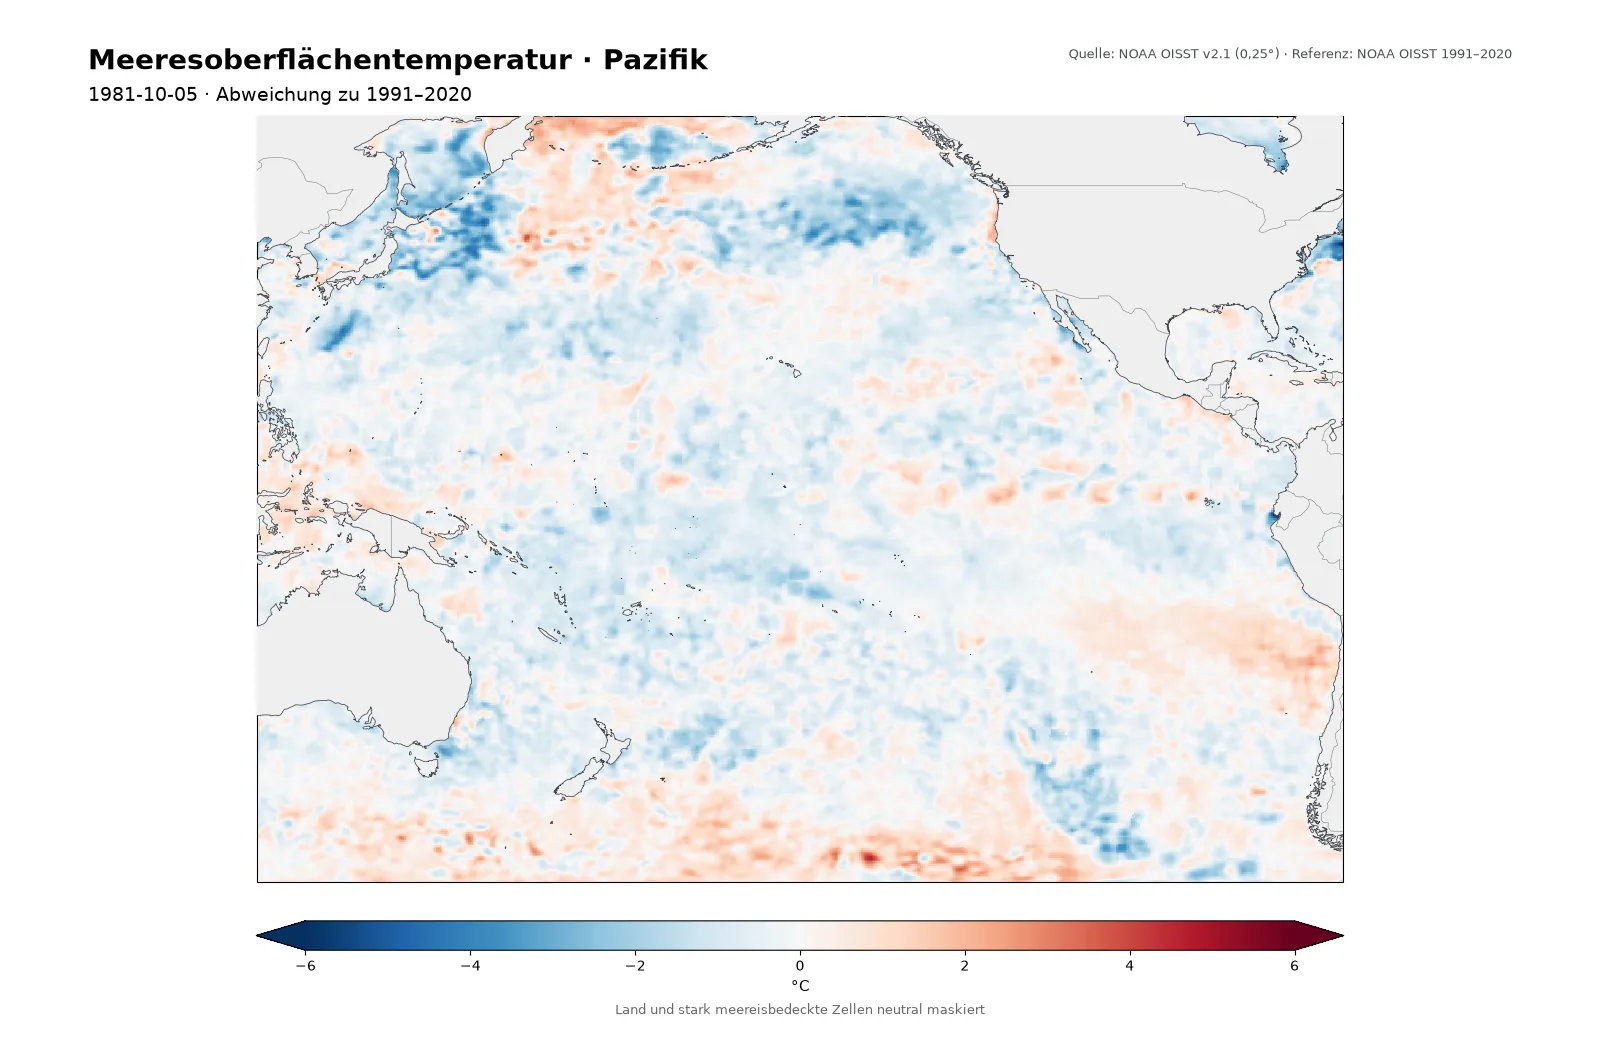 Meeresoberflächentemperatur · Pazifik
Quelle: NOAA OISST v2.1 (0,25°) · Referenz: NOAA OISST 1991–2020
1981-10-05 · Abweichung zu 1991–2020
−6 −4 −2 0 2 4 6
°C
Land und stark meereisbedeckte Zellen neutral maskiert